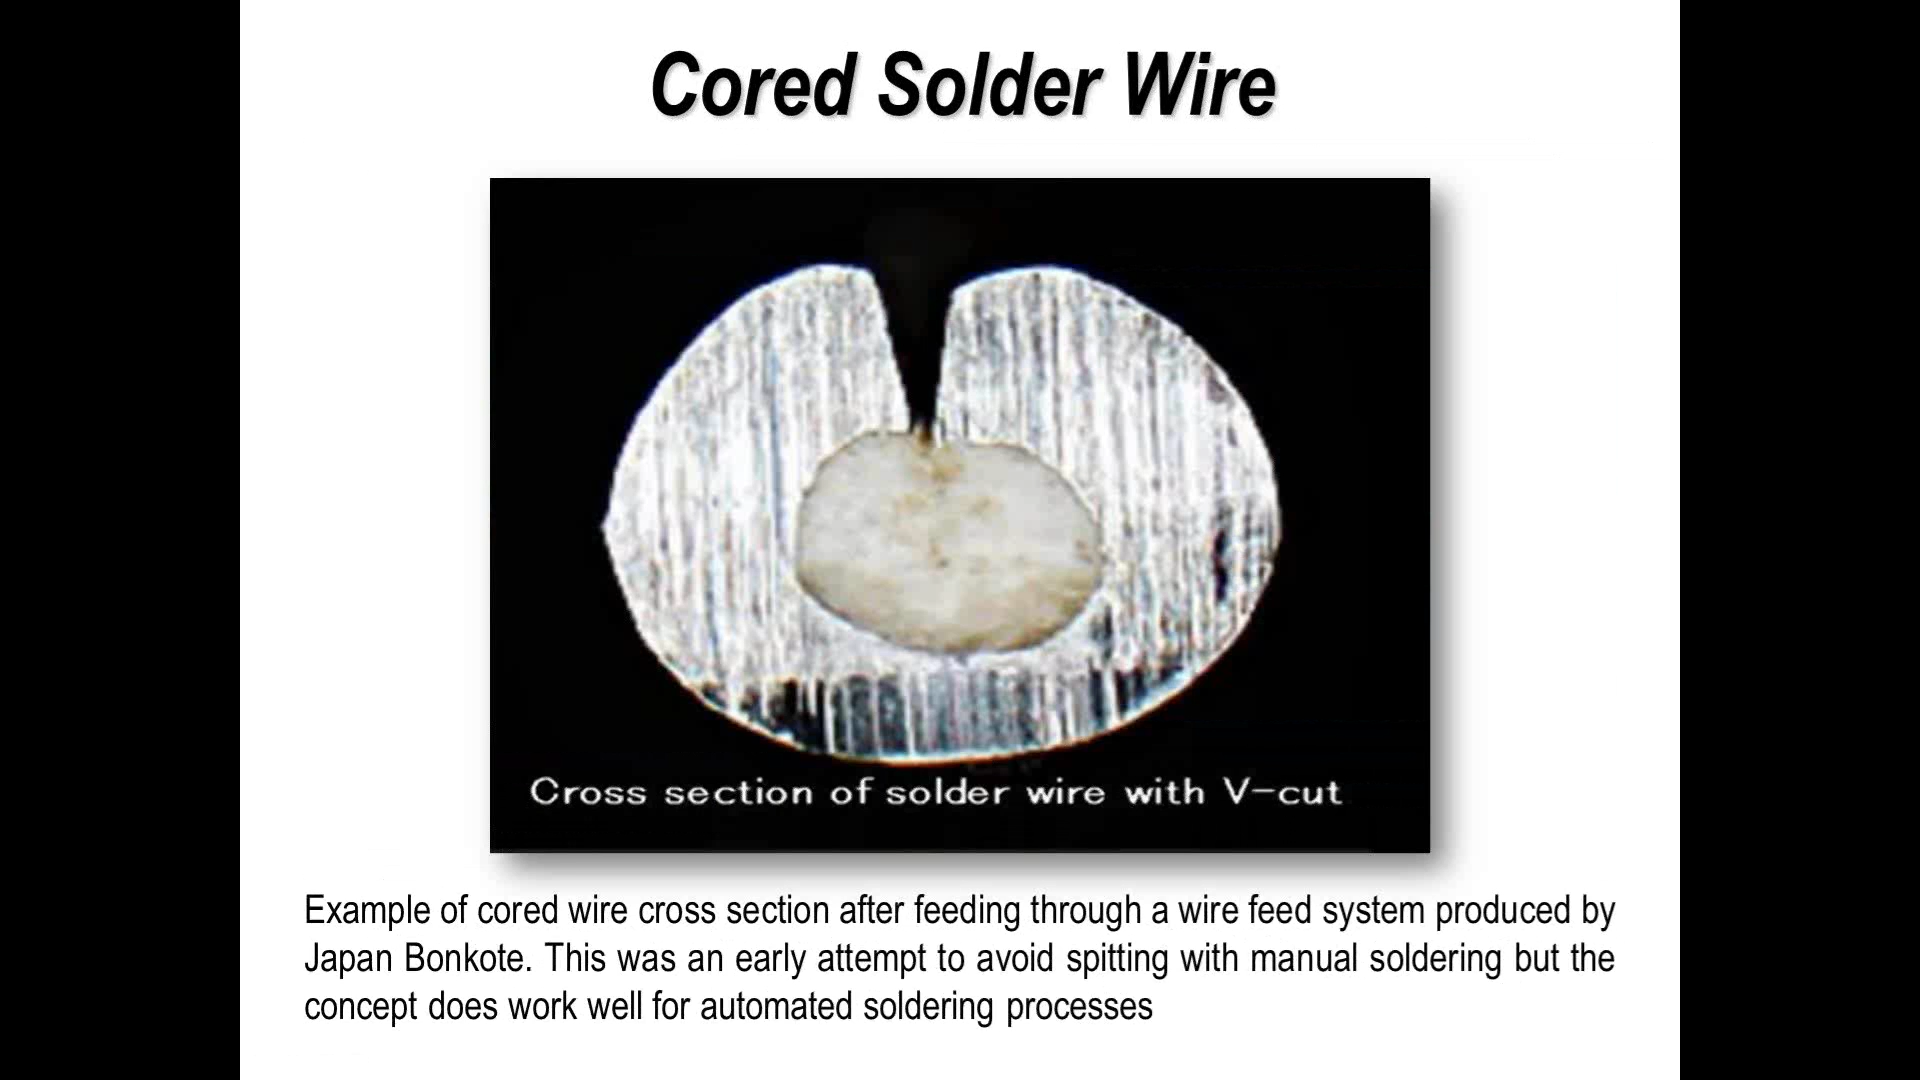 Cored Solder Wire
Cross section of solder wire with V-cut
Example of cored wire cross section after feeding through a wire feed system produced by
Japan Bonkote. This was an early attempt to avoid spitting with manual soldering but the
concept does work well for automated soldering processes